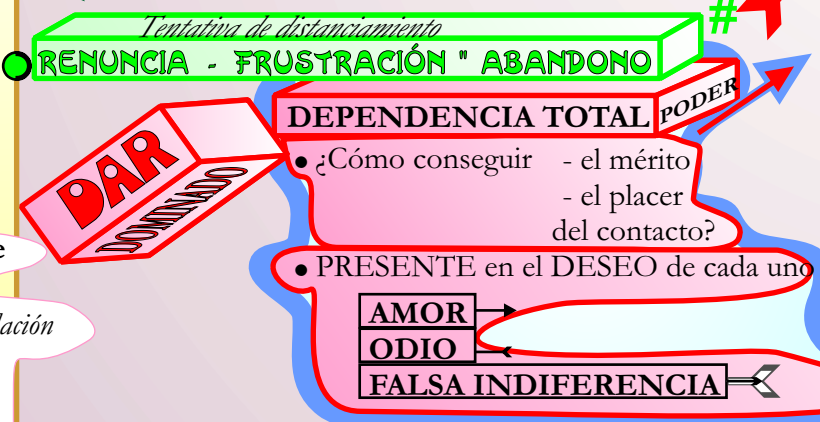 Tentativa de distanciamiento
#
RENUNCIA - FRUSTRACIÓN " ABANDONO
DEPENDENCIA TOTAL
PODER
DAR
DOMINADO
• ¿Cómo conseguir - el mérito
- el placer
del contacto?
• PRESENTE en el DESEO de cada uno
AMOR
ODIO
FALSA INDIFERENCIA